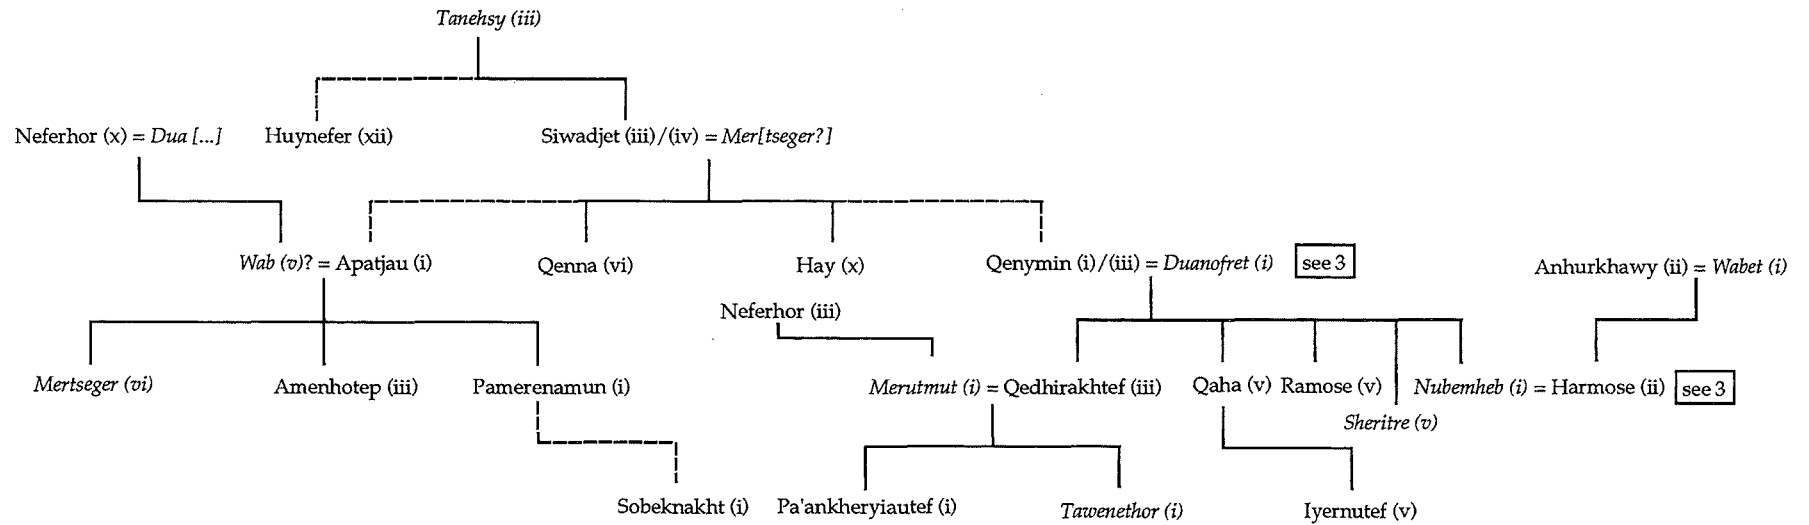 Tanehsy (iii)
Neferhor (x) = Dua [...] Huynefer (xii) Siwadjet (iii)/(iv) = Mer[tseger?]
Wab (v)? = Apatjau (i) Qenna (vi) Hay (x) Qenymin (i)/(iii) = Duanofret (i) see 3 Anhurkhawy (ii) = Wabet (i)
Neferhor (iii)
Mertseger (vi) Amenhotep (iii) Pamerenamun (i) Merutmut (i) = Qedhirakhtef (iii) Qaha (v) Ramose (v) Nubemheb (i) = Harmose (ii) see 3
Sheritre (v)
Sobeknakht (i) Pa'ankheryiautef (i) Tawenethor (i) Iyernutef (v)